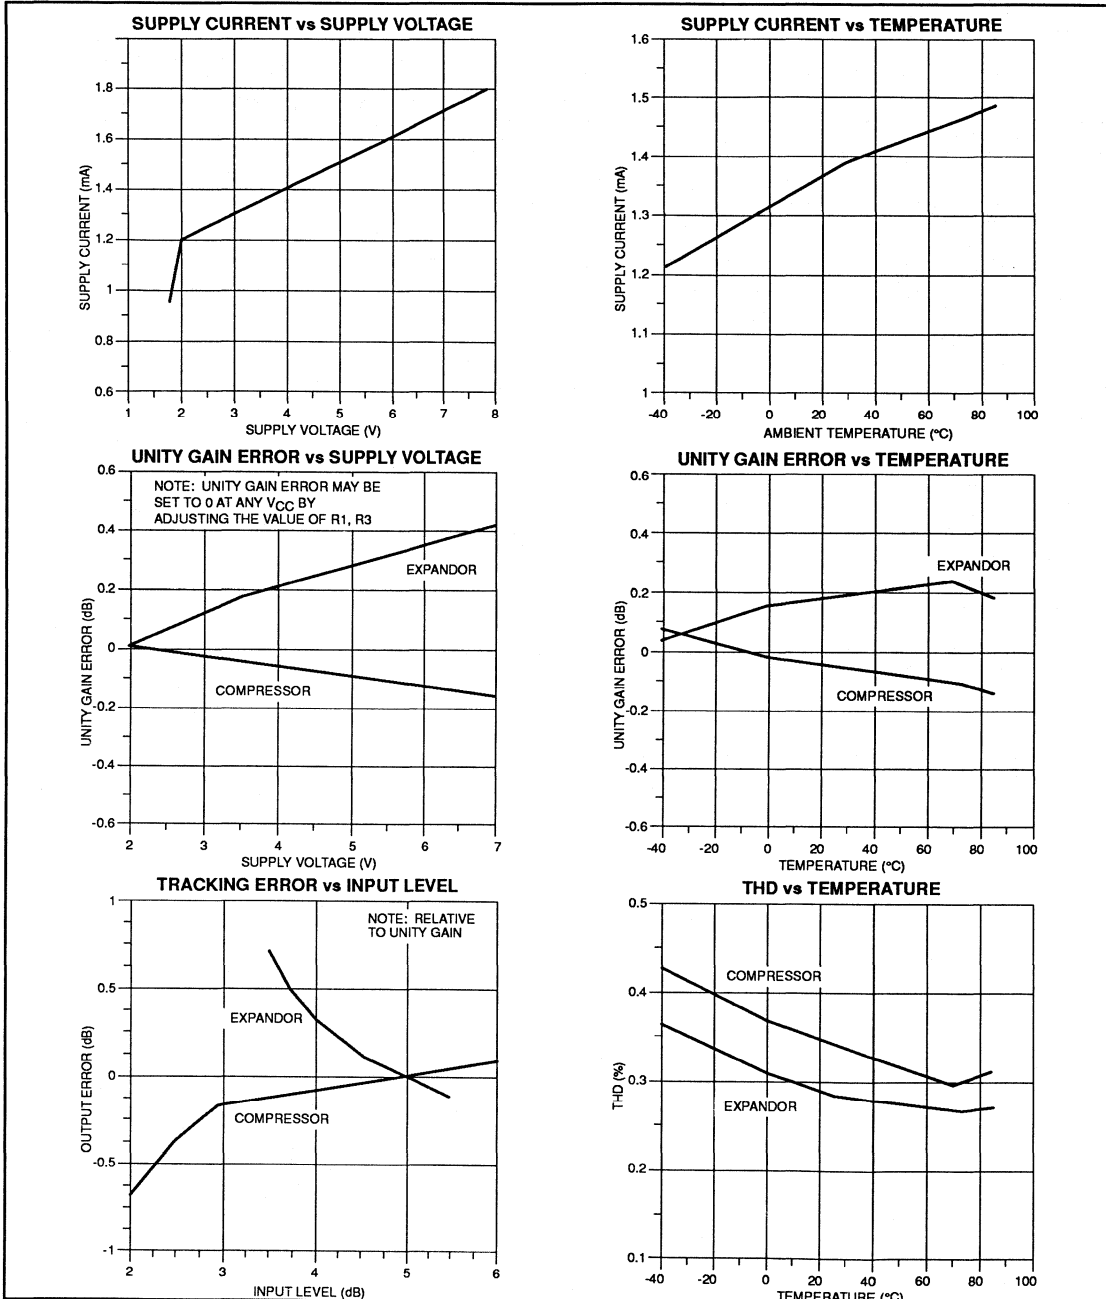 SUPPLY CURRENT vs SUPPLY VOLTAGE
1.8
1.6
1.4
1.2
1
0.8
0.6
SUPPLY CURRENT (mA)
1 2 3 4 5 6 7 8
SUPPLY VOLTAGE (V)
SUPPLY CURRENT vs TEMPERATURE
1.6
1.5
1.4
1.3
1.2
1.1
1
SUPPLY CURRENT (mA)
-40 -20 0 20 40 60 80 100
AMBIENT TEMPERATURE (°C)
UNITY GAIN ERROR vs SUPPLY VOLTAGE
NOTE: UNITY GAIN ERROR MAY BE
SET TO 0 AT ANY VCC BY
ADJUSTING THE VALUE OF R1, R3
0.6
0.4
0.2
0
-0.2
-0.4
-0.6
UNITY GAIN ERROR (dB)
EXPANDOR
COMPRESSOR
2 3 4 5 6 7
SUPPLY VOLTAGE (V)
UNITY GAIN ERROR vs TEMPERATURE
0.6
0.4
0.2
0
-0.2
-0.4
-0.6
UNITY GAIN ERROR (dB)
EXPANDOR
COMPRESSOR
-40 -20 0 20 40 60 80 100
TEMPERATURE (°C)
TRACKING ERROR vs INPUT LEVEL
NOTE: RELATIVE
TO UNITY GAIN
1
0.5
0
-0.5
-1
OUTPUT ERROR (dB)
EXPANDOR
COMPRESSOR
2 3 4 5 6
INPUT LEVEL (dB)
THD vs TEMPERATURE
0.5
0.4
0.3
0.2
0.1
THD (%)
COMPRESSOR
EXPANDOR
-40 -20 0 20 40 60 80 100
TEMPERATURE (°C)